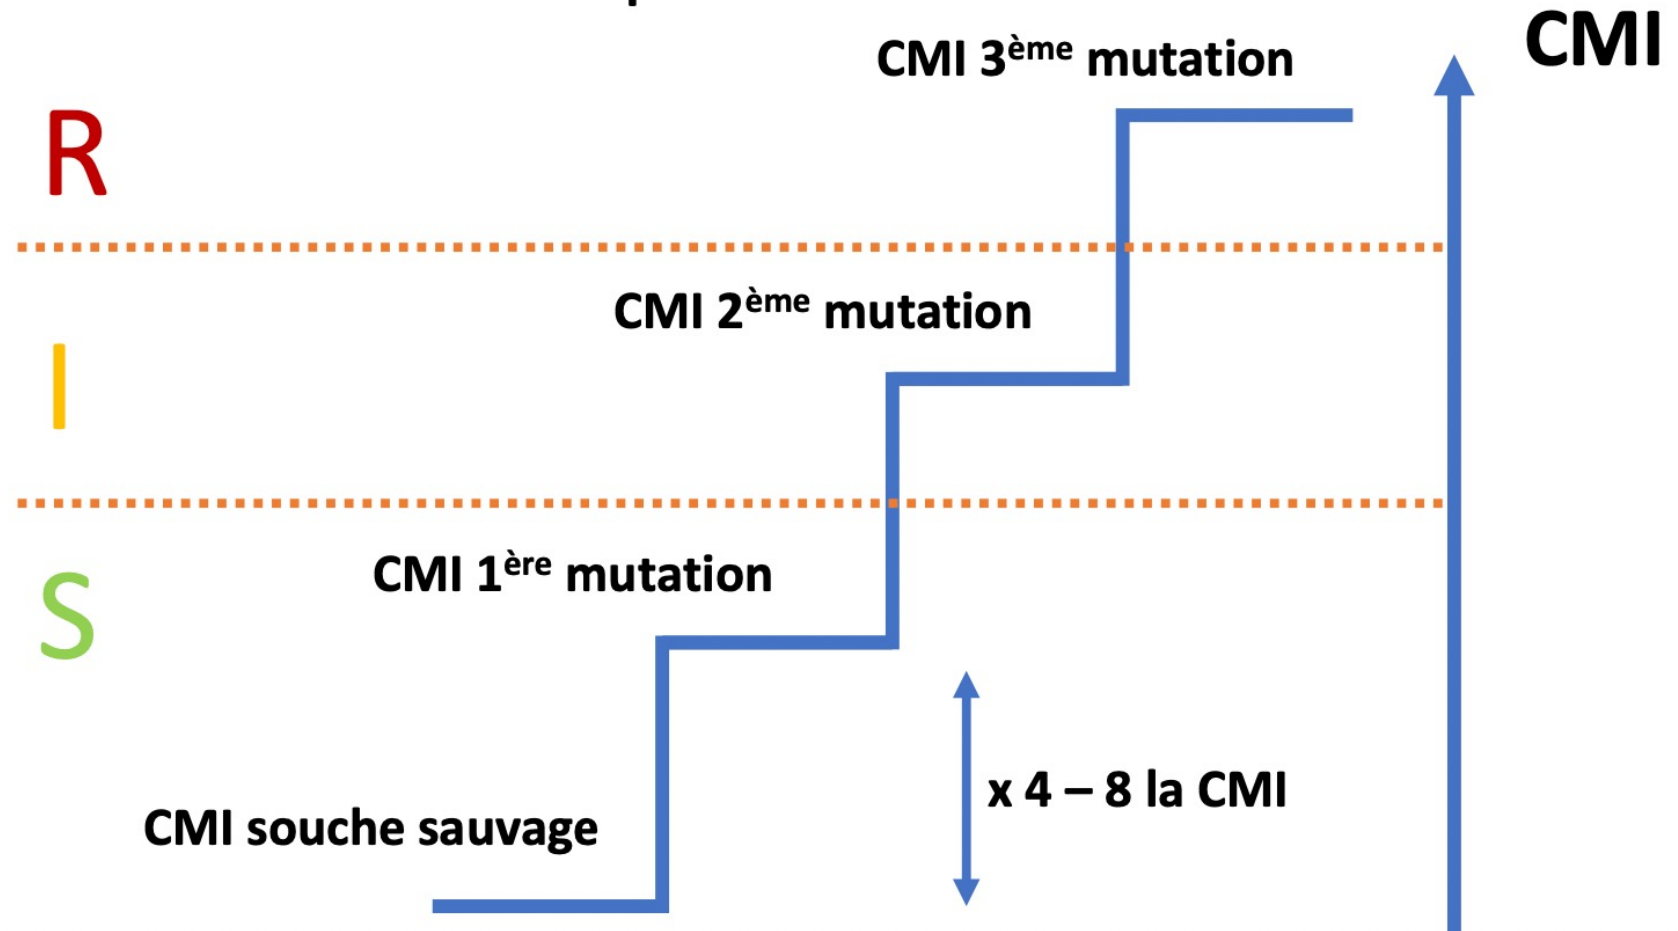 CMI
CMI 3ème mutation
R
CMI 2ème mutation
I
CMI 1ère mutation
S
x 4 – 8 la CMI
CMI souche sauvage